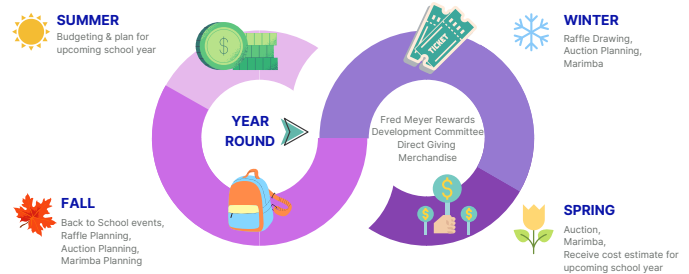 SUMMER
Budgeting & plan for
upcoming school year
FALL
Back to School events,
Raffle Planning,
Auction Planning,
Marimba Planning
YEAR
ROUND
TICKET
Fred Meyer Rewards
Development Committee
Direct Giving
Merchandise
WINTER
Raffle Drawing,
Auction Planning,
Marimba
SPRING
Auction,
Marimba,
Receive cost estimate for
upcoming school year